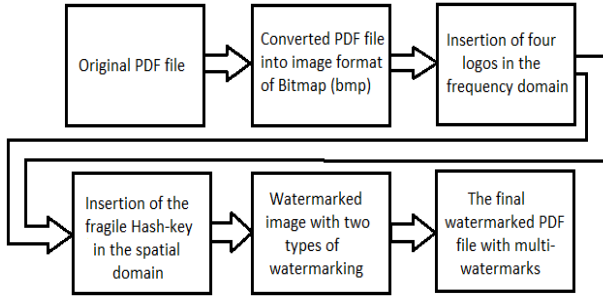 Original PDF file
Converted PDF file
into image format
of Bitmap (bmp)
Insertion of four
logos in the
frequency domain
Insertion of the
fragile Hash-key
in the spatial
domain
Watermarked
image with two
types of
watermarking
The final
watermarked PDF
file with multi-
watermarks